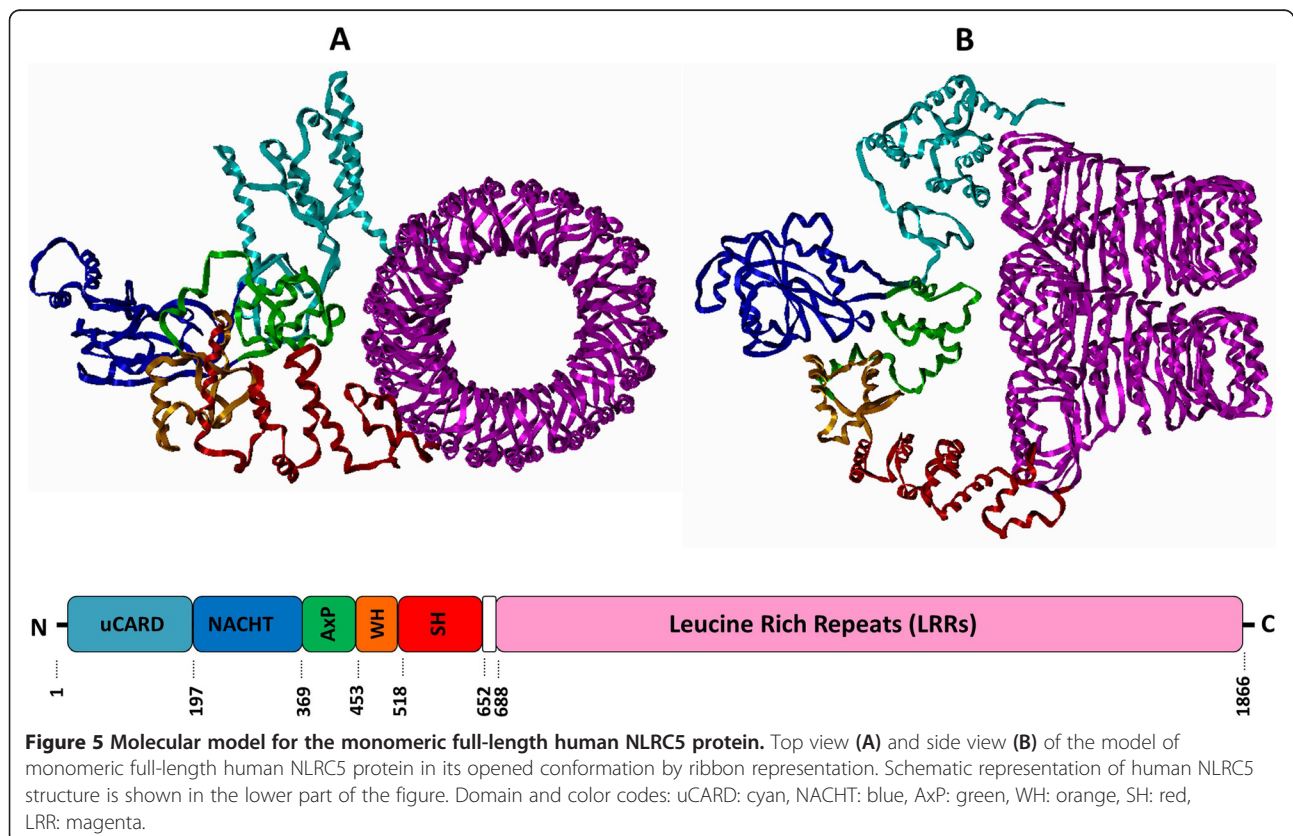 A B
N uCARD NACHT AxP WH SH Leucine Rich Repeats (LRRs) C
1 197 369 453 518 652 688 1866
Figure 5 Molecular model for the monomeric full-length human NLRC5 protein. Top view (A) and side view (B) of the model of
monomeric full-length human NLRC5 protein in its opened conformation by ribbon representation. Schematic representation of human NLRC5
structure is shown in the lower part of the figure. Domain and color codes: uCARD: cyan, NACHT: blue, AxP: green, WH: orange, SH: red,
LRR: magenta.